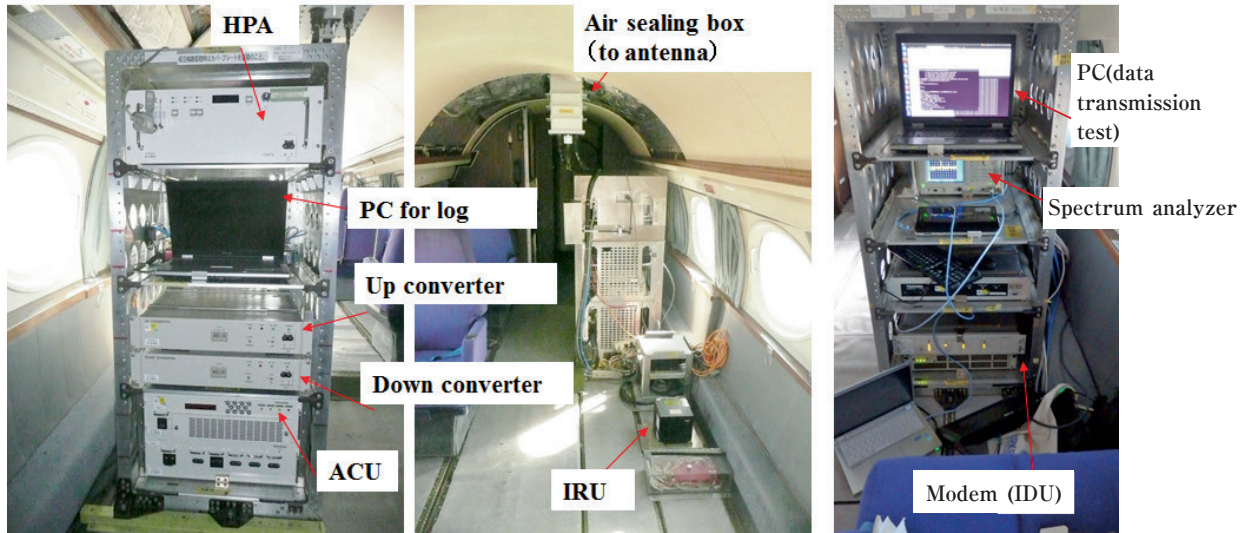 HPA
PC for log
Up converter
Down converter
ACU
Air sealing box
(to antenna)
IRU
PC(data
transmission
test)
Spectrum analyzer
Modem (IDU)